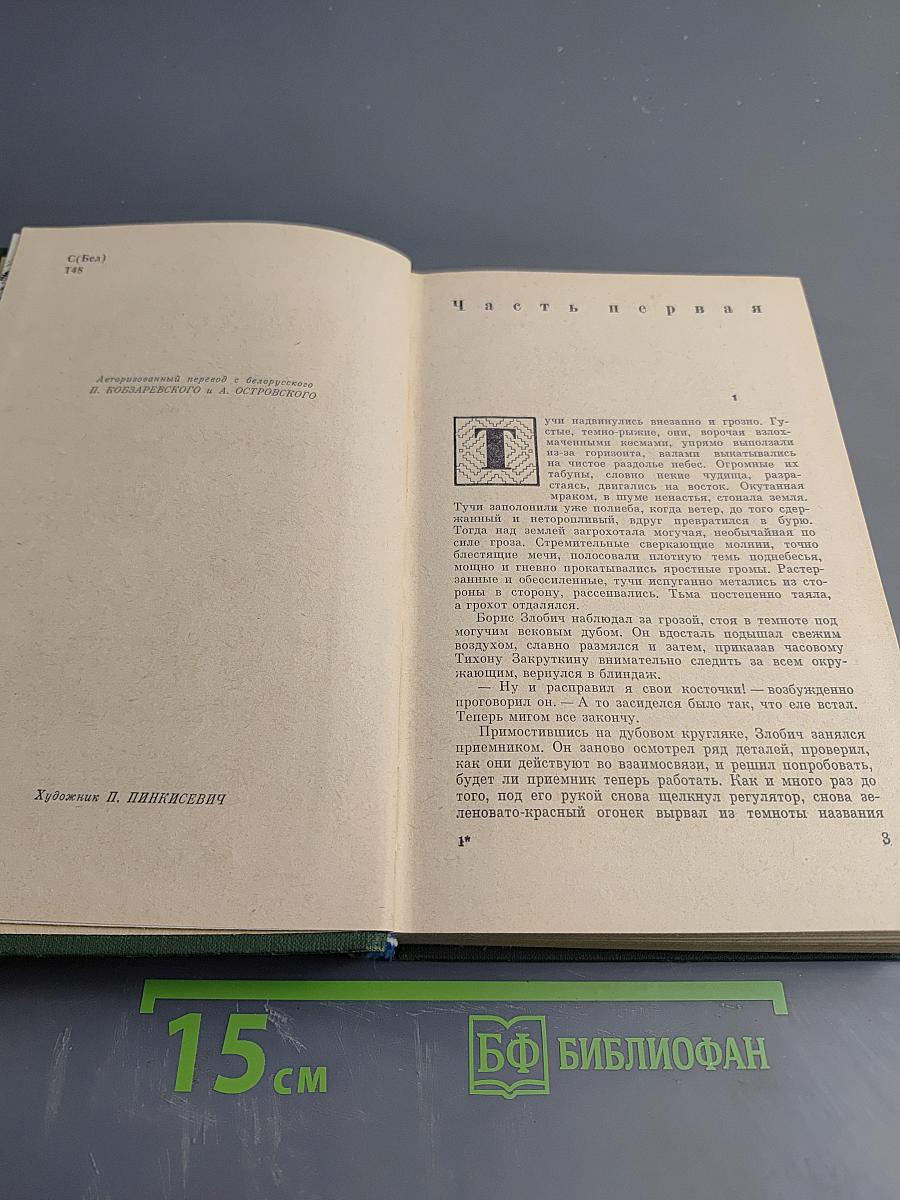 С(Бел)
Т48
Авторизованный перевод с белорусского
П. КОБЗАРЕВСКОГО и А. ОСТРОВСКОГО
Художник П. ПИНКИСЕВИЧ
Часть первая
1
Тучи надвинулись внезапно и грозно. Гу-
стые, темно-рыжие, они, ворочая взлох-
маченными космами, упрямо выползали
из-за горизонта, валами выкатывались
на чистое раздолье небес. Огромные их
табуны, словно некие чудища, разра-
стаясь, двигались на восток. Окутанная
мраком, в шуме ненастья, стонала земля.
Тучи заполонили уже полнеба, когда ветер, до того сдер-
жанный и неторопливый, вдруг превратился в бурю.
Тогда над землей загрохотала могучая, необычайная по
силе гроза. Стремительные сверкающие молнии, точно
блестящие мечи, полосовали плотную темь поднебесья,
мощно и гневно прокатывались яростные громы. Растер-
занные и обессиленные, тучи испуганно метались из сто-
роны в сторону, рассеивались. Тьма постепенно таяла,
а грохот отдалялся.
Борис Злобич наблюдал за грозой, стоя в темноте под
могучим вековым дубом. Он вдосталь подышал свежим
воздухом, славно размялся и затем, приказав часовому
Тихону Закруткину внимательно следить за всем окру-
жающим, вернулся в блиндаж.
— Ну и расправил я свои косточки! — возбужденно
проговорил он. — А то засиделся было так, что еле встал.
Теперь мигом все закончу.
Примостившись на дубовом кругляке, Злобич занялся
приемником. Он заново осмотрел ряд деталей, проверил,
как они действуют во взаимосвязи, и решил попробовать,
будет ли приемник теперь работать. Как и много раз до
того, под его рукой снова щелкнул регулятор, снова зе-
леновато-красный огонек вырвал из темноты названия
1*
3
15 см
БФ БИБЛИОФАН